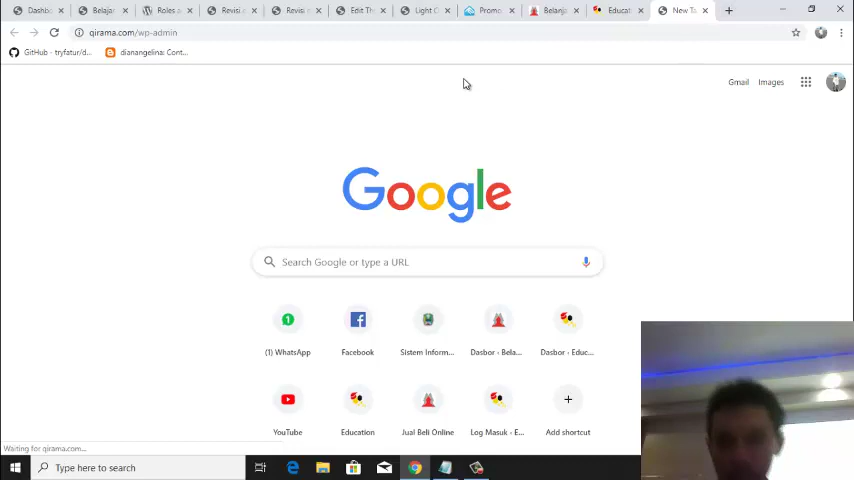 Dashbo
Belajar
Roles a
Revisi
Revisi
Edit Th
Light C
Promo
Belanja
Educati
New Ta
qirama.com/wp-admin
GitHub - tryfatur/d...
dianangelina: Cont...
Gmail
Images
Google
Search Google or type a URL
(1) WhatsApp
Facebook
Sistem Inform...
Dasbor ‹ Bela...
Dasbor ‹ Educ...
YouTube
Education
Jual Beli Online
Log Masuk ‹ E...
Add shortcut
Waiting for qirama.com...
Type here to search